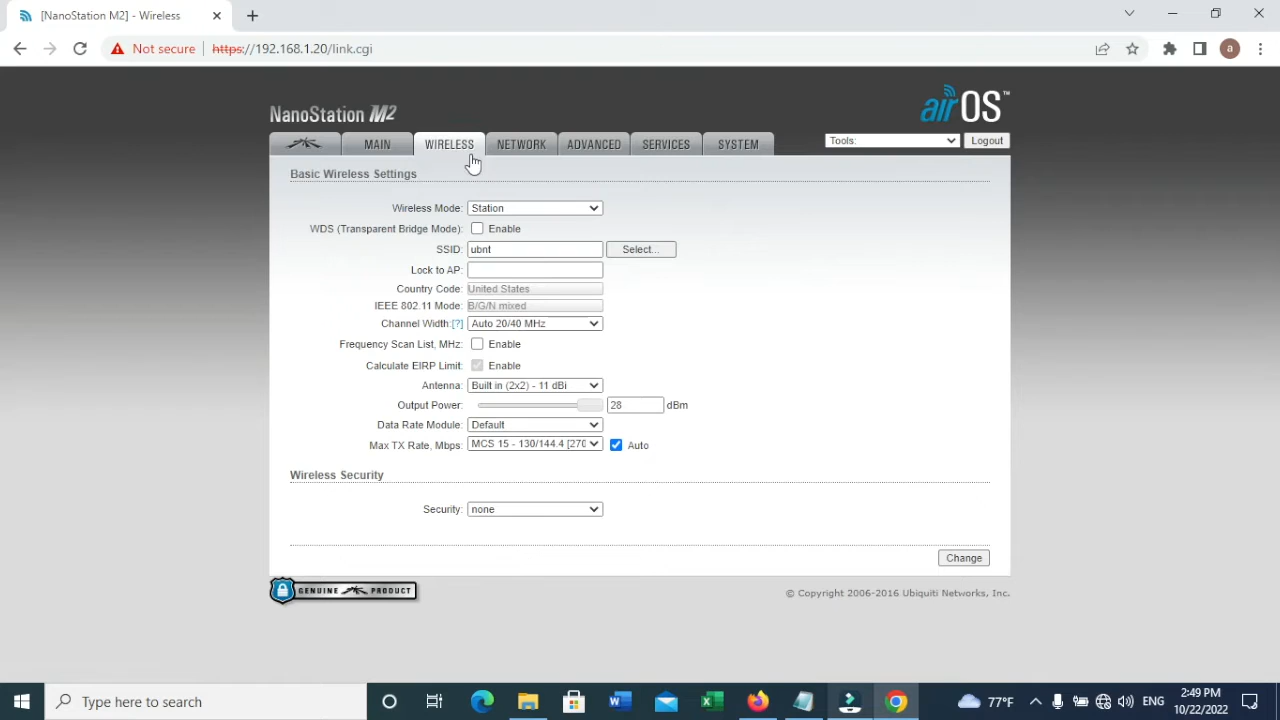 [NanoStation M2] - Wireless
Not secure https://192.168.1.20/link.cgi
a
NanoStation M2
airOS™
MAIN WIRELESS NETWORK ADVANCED SERVICES SYSTEM Tools: Logout
Basic Wireless Settings
Wireless Mode: Station
WDS (Transparent Bridge Mode): Enable
SSID: ubnt Select...
Lock to AP:
Country Code: United States
IEEE 802.11 Mode: B/G/N mixed
Channel Width:[?] Auto 20/40 MHz
Frequency Scan List, MHz: Enable
Calculate EIRP Limit: Enable
Antenna: Built in (2x2) - 11 dBi
Output Power: 28 dBm
Data Rate Module: Default
Max TX Rate, Mbps: MCS 15 - 130/144.4 [270 Auto
Wireless Security
Security: none
Change
GENUINE PRODUCT
© Copyright 2006-2016 Ubiquiti Networks, Inc.
Type here to search
77°F
ENG
2:49 PM
10/22/2022